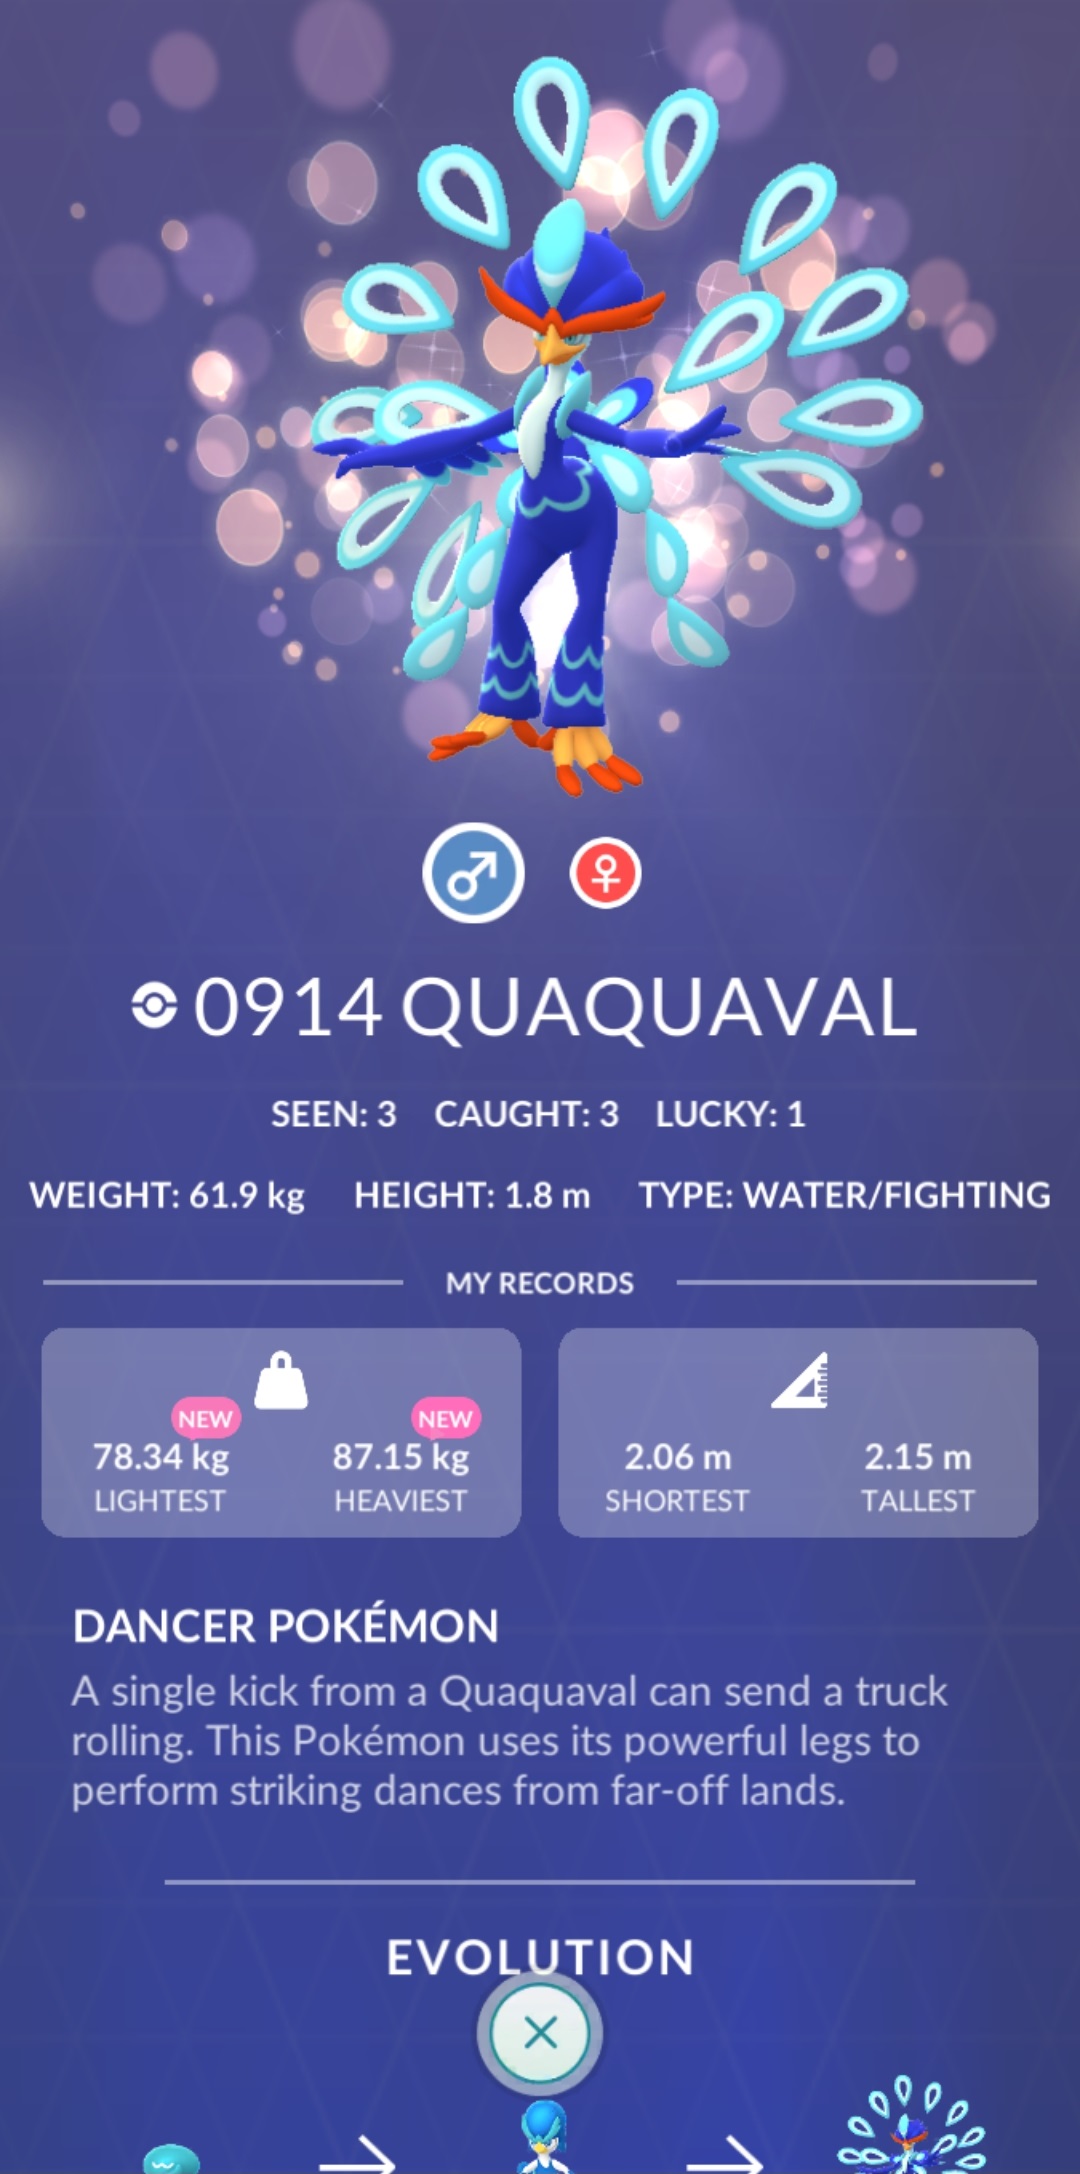 0914 QUAQUAVAL
SEEN: 3 CAUGHT: 3 LUCKY: 1
WEIGHT: 61.9 kg HEIGHT: 1.8 m TYPE: WATER/FIGHTING
MY RECORDS
NEW NEW
78.34 kg 87.15 kg 2.06 m 2.15 m
LIGHTEST HEAVIEST SHORTEST TALLEST
DANCER POKÉMON
A single kick from a Quaquaval can send a truck
rolling. This Pokémon uses its powerful legs to
perform striking dances from far-off lands.
EVOLUTION